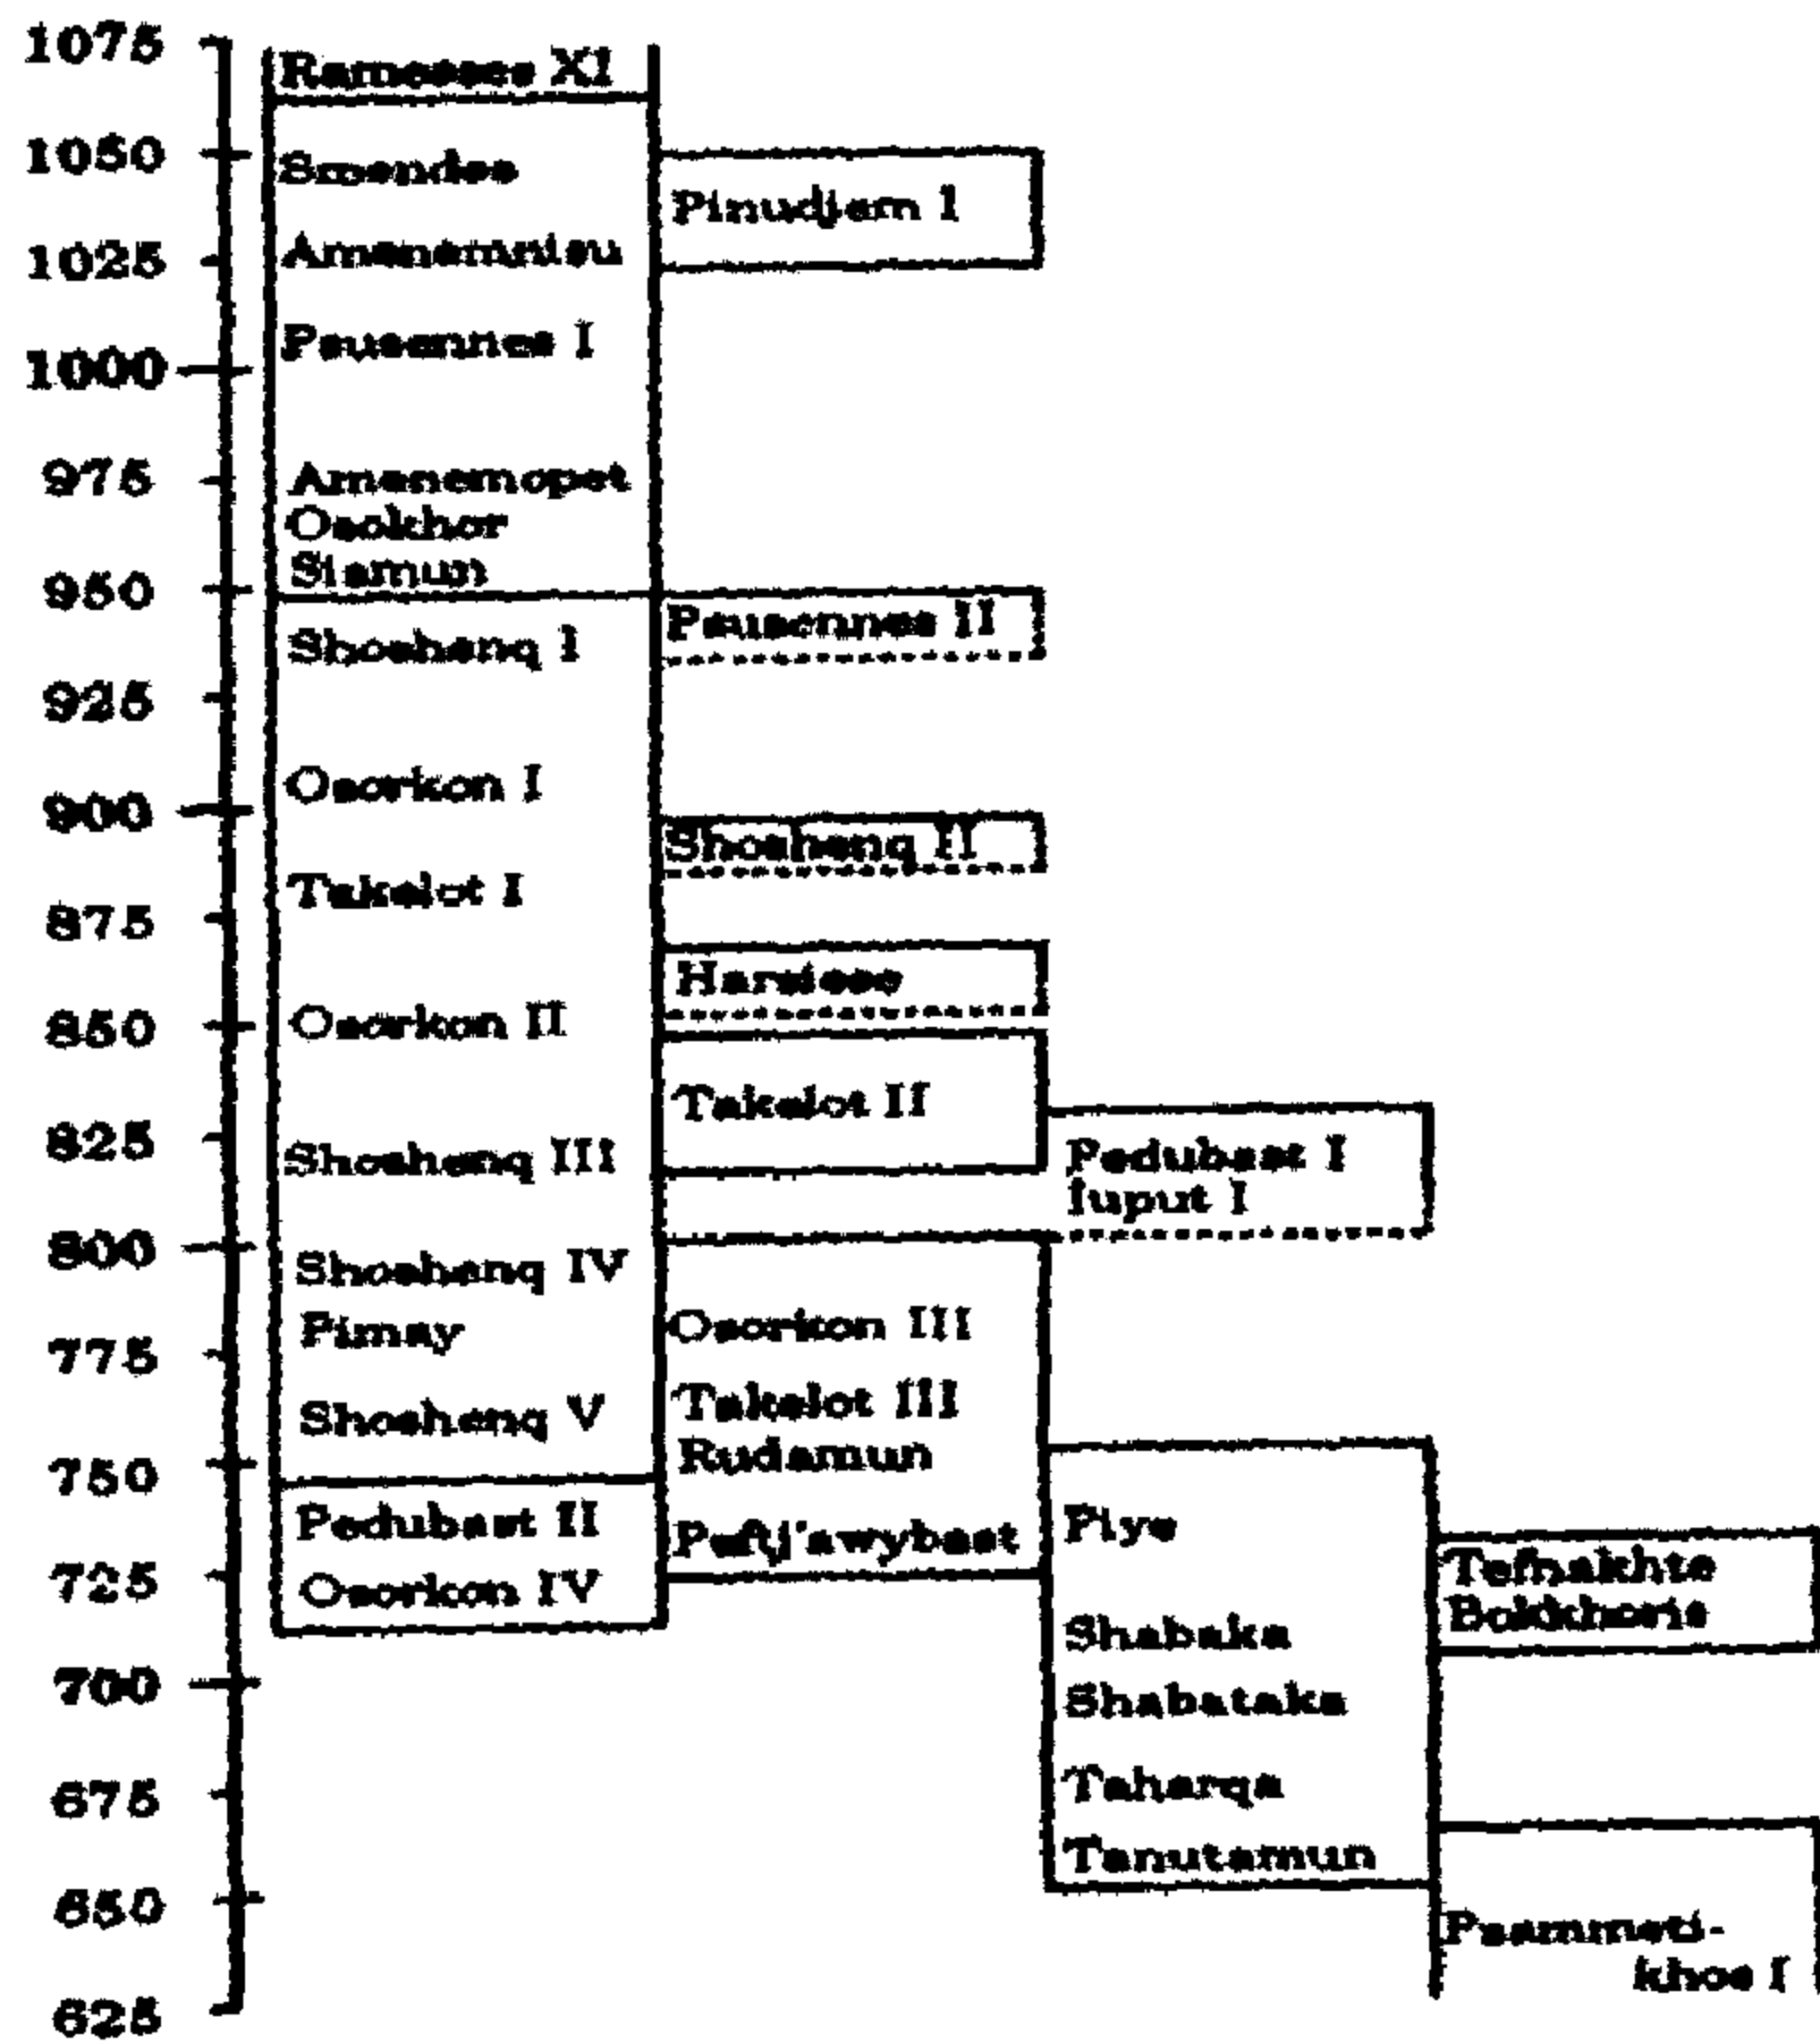 1075
1050
1025
1000
975
950
925
900
875
850
825
800
775
750
725
700
675
650
625
Ramesses XI
Smendes
Amenemnisu
Psusennes I
Amenemopet
Osokhor
Siamun
Shoshenq I
Osorkon I
Takelot I
Osorkon II
Shoshenq III
Shoshenq IV
Pimay
Shoshenq V
Pedubast II
Osorkon IV
Pinudjem I
Psusennes II
Shoshenq II
Harsiese
Takelot II
Osorkon III
Takelot III
Rudamun
Peftj'awybast
Pedubast I
Iuput I
Piye
Shabaka
Shabataka
Taharqa
Tanutamun
Tefnakhte
Bokkhoris
Psammeti-
khos I